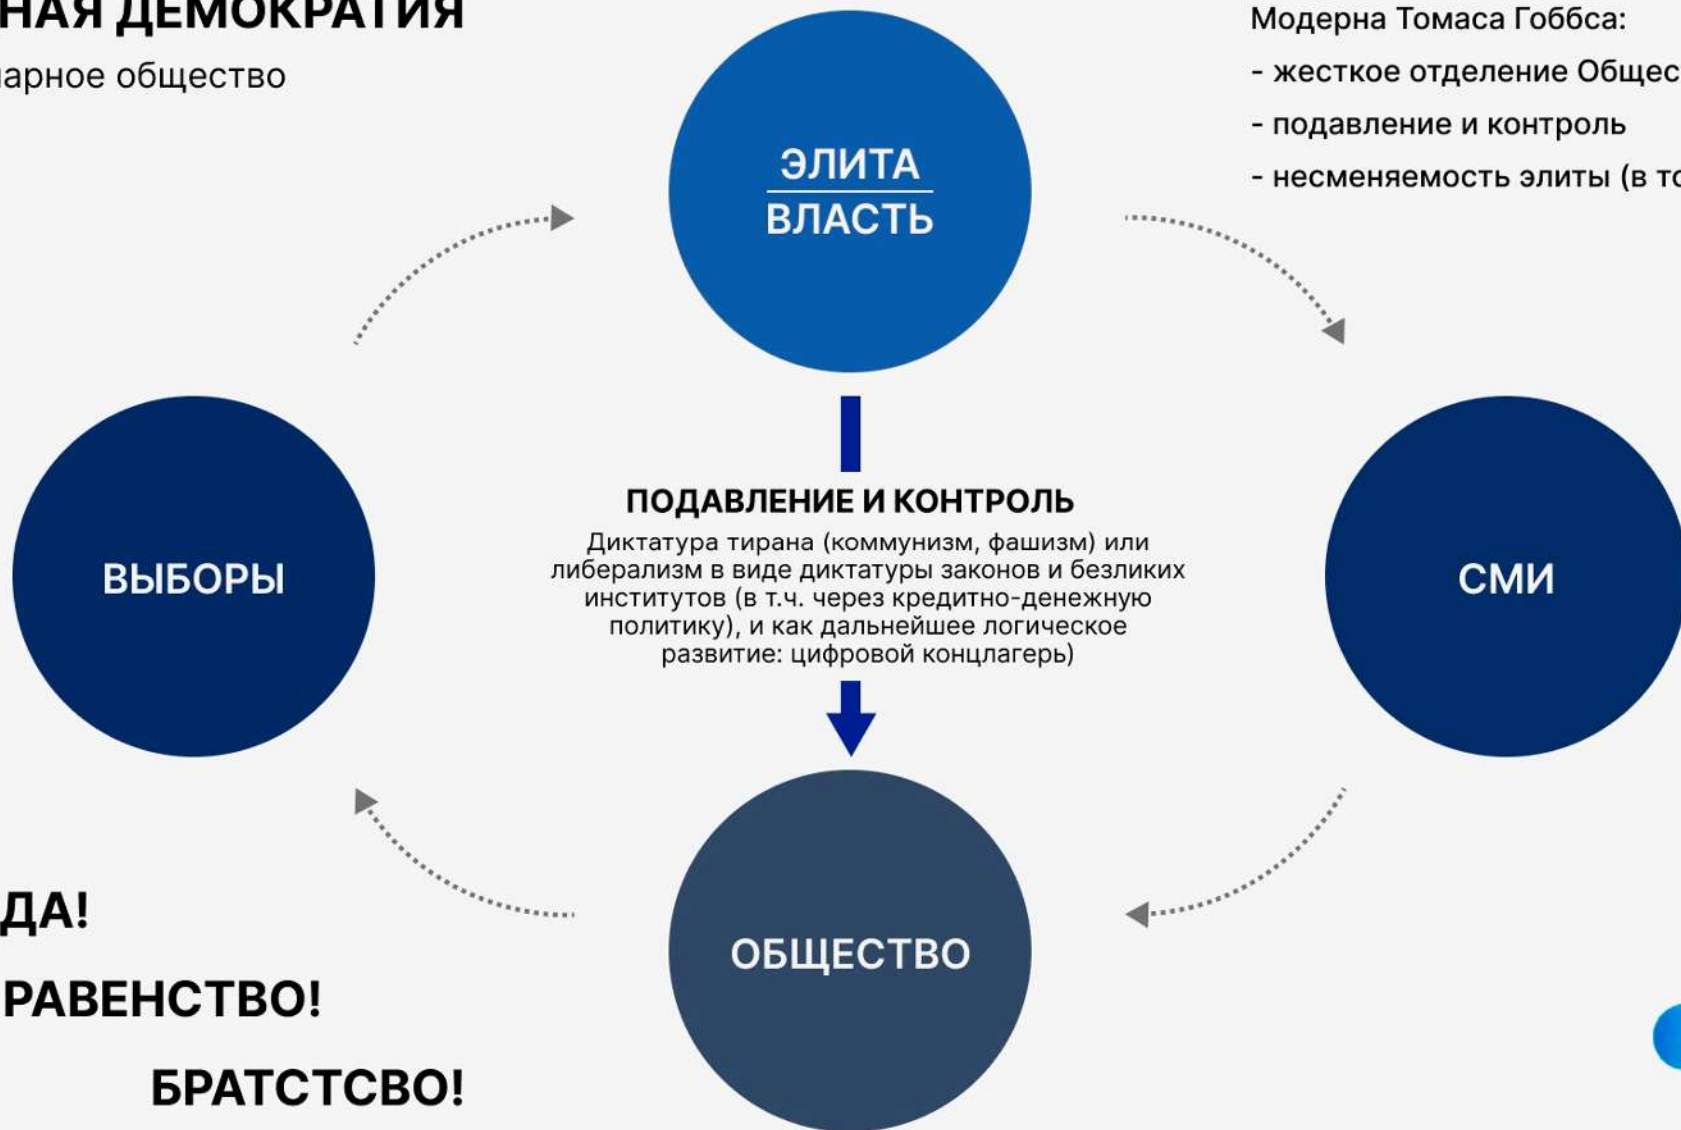 НАЯ ДЕМОКРАТИЯ
арное общество
Модерна Томаса Гоббса:
- жесткое отделение Общес
- подавление и контроль
- несменяемость элиты (в то
ЭЛИТА
ВЛАСТЬ
ВЫБОРЫ
ПОДАВЛЕНИЕ И КОНТРОЛЬ
Диктатура тирана (коммунизм, фашизм) или
либерализм в виде диктатуры законов и безликих
институтов (в т.ч. через кредитно-денежную
политику), и как дальнейшее логическое
развитие: цифровой концлагерь)
СМИ
ОБЩЕСТВО
ДА!
РАВЕНСТВО!
БРАТСТСВО!